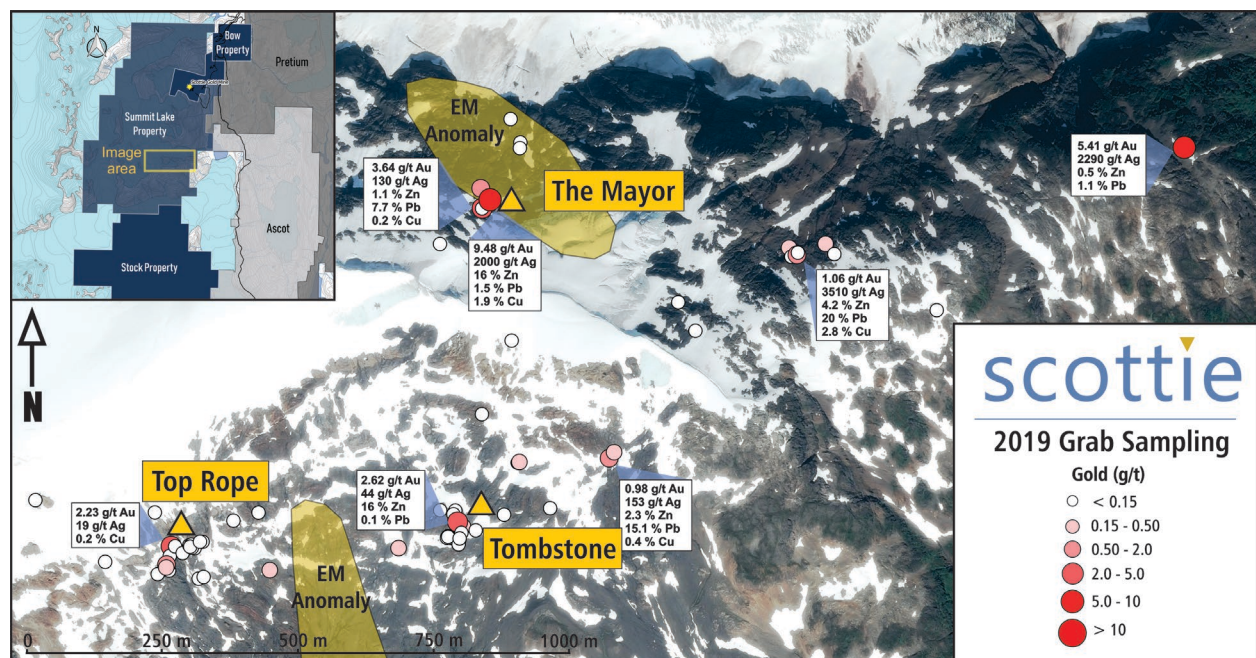 N
Bow
Property
Pretium
Scottie Gold Mine
Summit Lake
Property
Image
area
Ascot
Stock Property
N
EM
Anomaly
The Mayor
3.64 g/t Au
130 g/t Ag
1.1 % Zn
7.7 % Pb
0.2 % Cu
9.48 g/t Au
2000 g/t Ag
16 % Zn
1.5 % Pb
1.9 % Cu
5.41 g/t Au
2290 g/t Ag
0.5 % Zn
1.1 % Pb
1.06 g/t Au
3510 g/t Ag
4.2 % Zn
20 % Pb
2.8 % Cu
Top Rope
2.23 g/t Au
19 g/t Ag
0.2 % Cu
2.62 g/t Au
44 g/t Ag
16 % Zn
0.1 % Pb
Tombstone
0.98 g/t Au
153 g/t Ag
2.3 % Zn
15.1 % Pb
0.4 % Cu
EM
Anomaly
0 250 m 500 m 750 m 1000 m
scottie
2019 Grab Sampling
Gold (g/t)
< 0.15
0.15 - 0.50
0.50 - 2.0
2.0 - 5.0
5.0 - 10
> 10